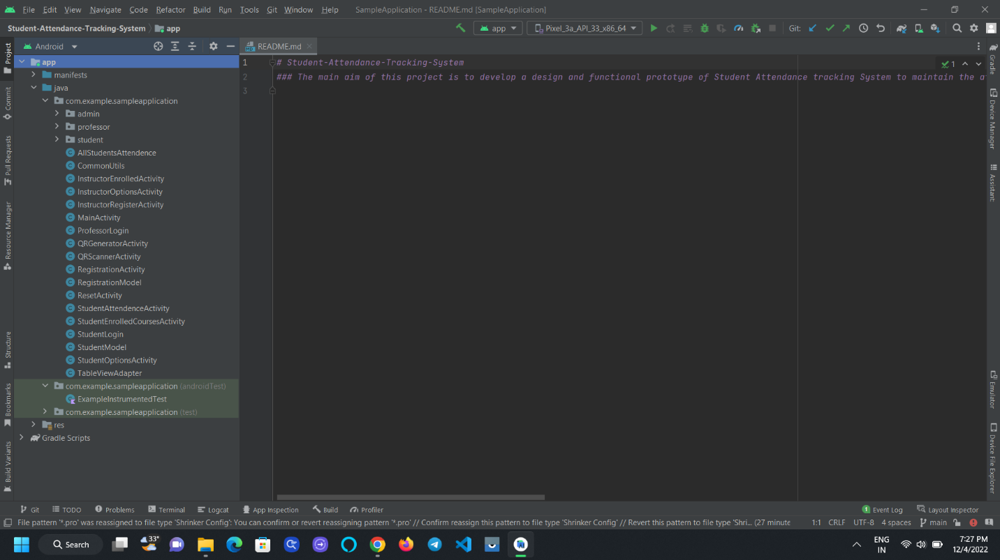 File Edit View Navigate Code Refactor Build Run Tools Git Window Help SampleApplication - README.md [SampleApplication]
Student-Attendance-Tracking-System app
app Pixel_3a_API_33_x86_64 Git:
Project
Commit
Pull Requests
Resource Manager
Structure
Bookmarks
Build Variants
Android
app
manifests
java
com.example.sampleapplication
admin
professor
student
AllStudentsAttendence
CommonUtils
InstructorEnrolledActivity
InstructorOptionsActivity
InstructorRegisterActivity
MainActivity
ProfessorLogin
QRGeneratorActivity
QRScannerActivity
RegistrationActivity
RegistrationModel
ResetActivity
StudentAttendenceActivity
StudentEnrolledCoursesActivity
StudentLogin
StudentModel
StudentOptionsActivity
TableViewAdapter
com.example.sampleapplication (androidTest)
ExampleInstrumentedTest
com.example.sampleapplication (test)
res
Gradle Scripts
README.md
1 # Student-Attendance-Tracking-System
2 ### The main aim of this project is to develop a design and functional prototype of Student Attendance tracking System to maintain the
3
1
Gradle
Device Manager
Assistant
Emulator
Device File Explorer
Git TODO Problems Terminal Logcat App Inspection Build Profiler 1 Event Log Layout Inspector
File pattern '*.pro' was reassigned to file type 'Shrinker Config': You can confirm or revert reassigning pattern '*.pro' // Confirm reassign this pattern to file type 'Shrinker Config' // Revert this pattern to file type 'Shri... (27 minute 1:1 CRLF UTF-8 4 spaces main
Search 33° ENG IN 7:27 PM
12/4/2022